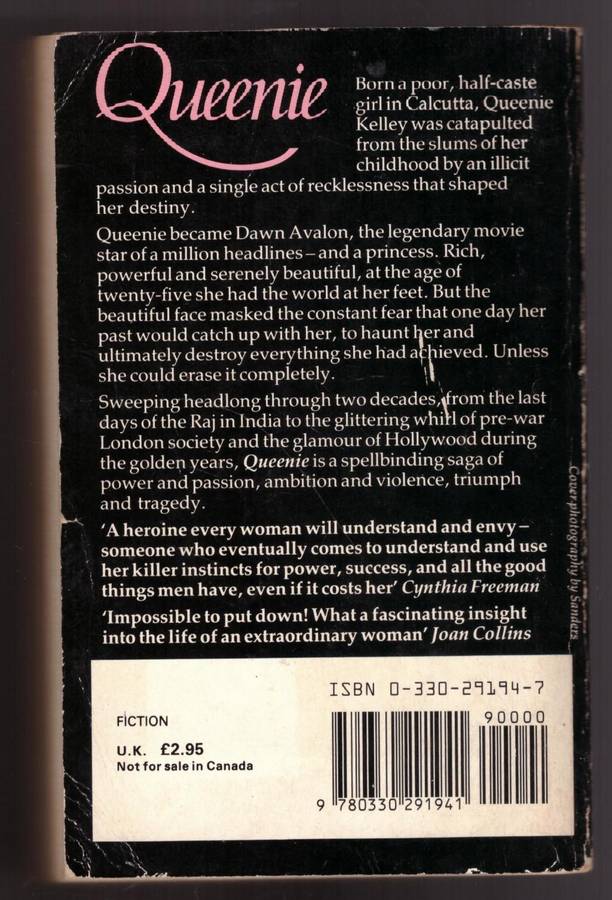 Queenie
Born a poor, half-caste
girl in Calcutta, Queenie
Kelley was catapulted
from the slums of her
childhood by an illicit
passion and a single act of recklessness that shaped
her destiny.
Queenie became Dawn Avalon, the legendary movie
star of a million headlines – and a princess. Rich,
powerful and serenely beautiful, at the age of
twenty-five she had the world at her feet. But the
beautiful face masked the constant fear that one day her
past would catch up with her, to haunt her and
ultimately destroy everything she had achieved. Unless
she could erase it completely.
Sweeping headlong through two decades, from the last
days of the Raj in India to the glittering whirl of pre-war
London society and the glamour of Hollywood during
the golden years, Queenie is a spellbinding saga of
power and passion, ambition and violence, triumph
and tragedy.
‘A heroine every woman will understand and envy –
someone who eventually comes to understand and use
her killer instincts for power, success, and all the good
things men have, even if it costs her’ Cynthia Freeman
‘Impossible to put down! What a fascinating insight
into the life of an extraordinary woman’ Joan Collins
Cover photography by Sanders
ISBN 0-330-29194-7
FICTION
90000
U.K. £2.95
Not for sale in Canada
9 780330 291941